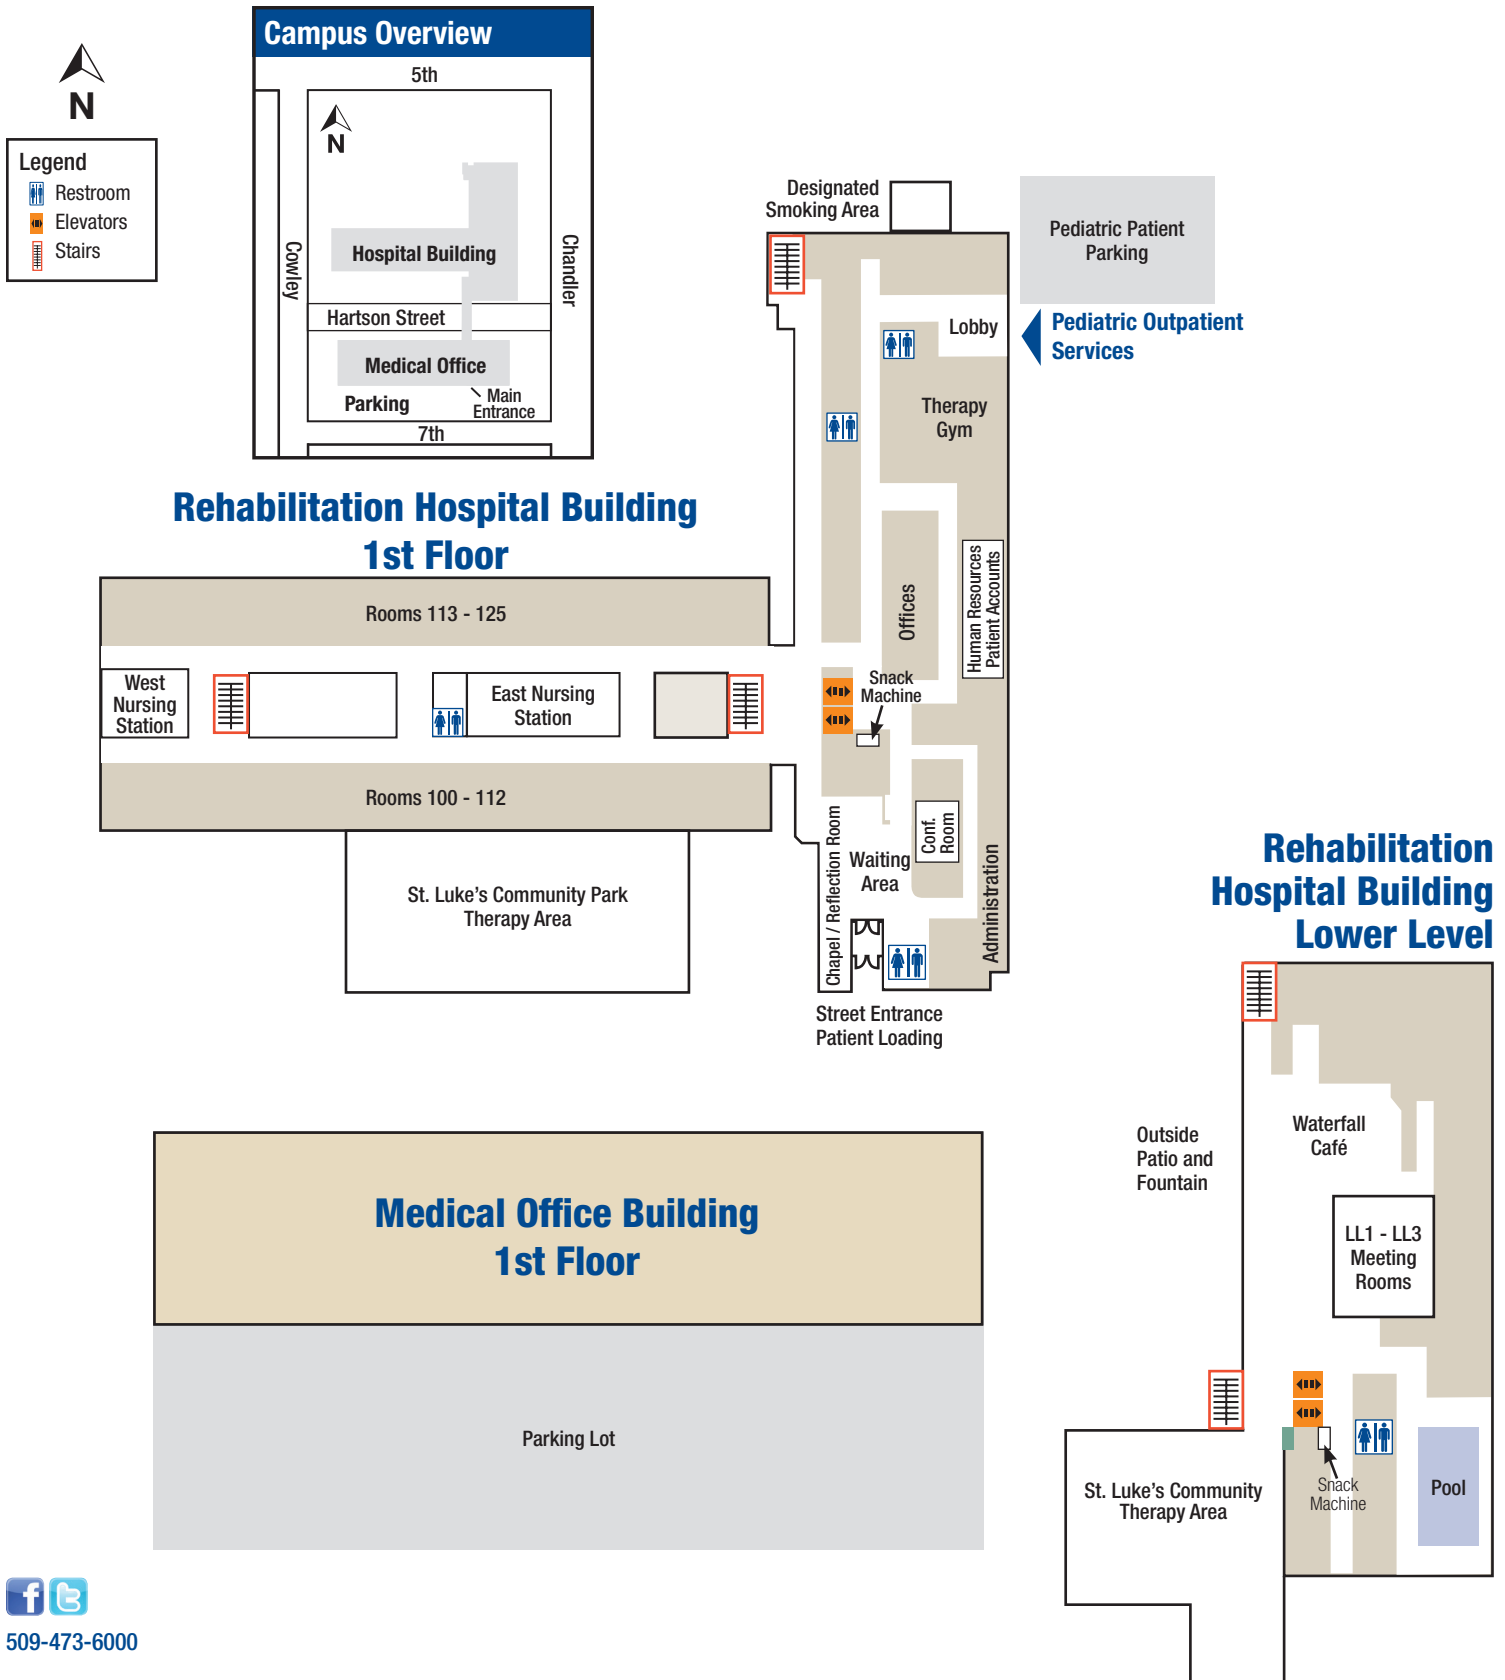 Campus Overview
5th
N
N
Legend
Restroom
Elevators
Stairs
Cowley
Chandler
Hospital Building
Hartson Street
Medical Office
Main
Entrance
Parking
7th
Designated
Smoking Area
Pediatric Patient
Parking
Lobby
Pediatric Outpatient
Services
Therapy
Gym
Rehabilitation Hospital Building
1st Floor
Offices
Human Resources
Patient Accounts
Rooms 113 - 125
West
Nursing
Station
East Nursing
Station
Snack
Machine
Rooms 100 - 112
Chapel / Reflection Room
Waiting
Area
Conf.
Room
Administration
St. Luke's Community Park
Therapy Area
Street Entrance
Patient Loading
Rehabilitation
Hospital Building
Lower Level
Outside
Patio and
Fountain
Waterfall
Café
LL1 - LL3
Meeting
Rooms
Medical Office Building
1st Floor
Parking Lot
St. Luke's Community
Therapy Area
Snack
Machine
Pool
f t
509-473-6000